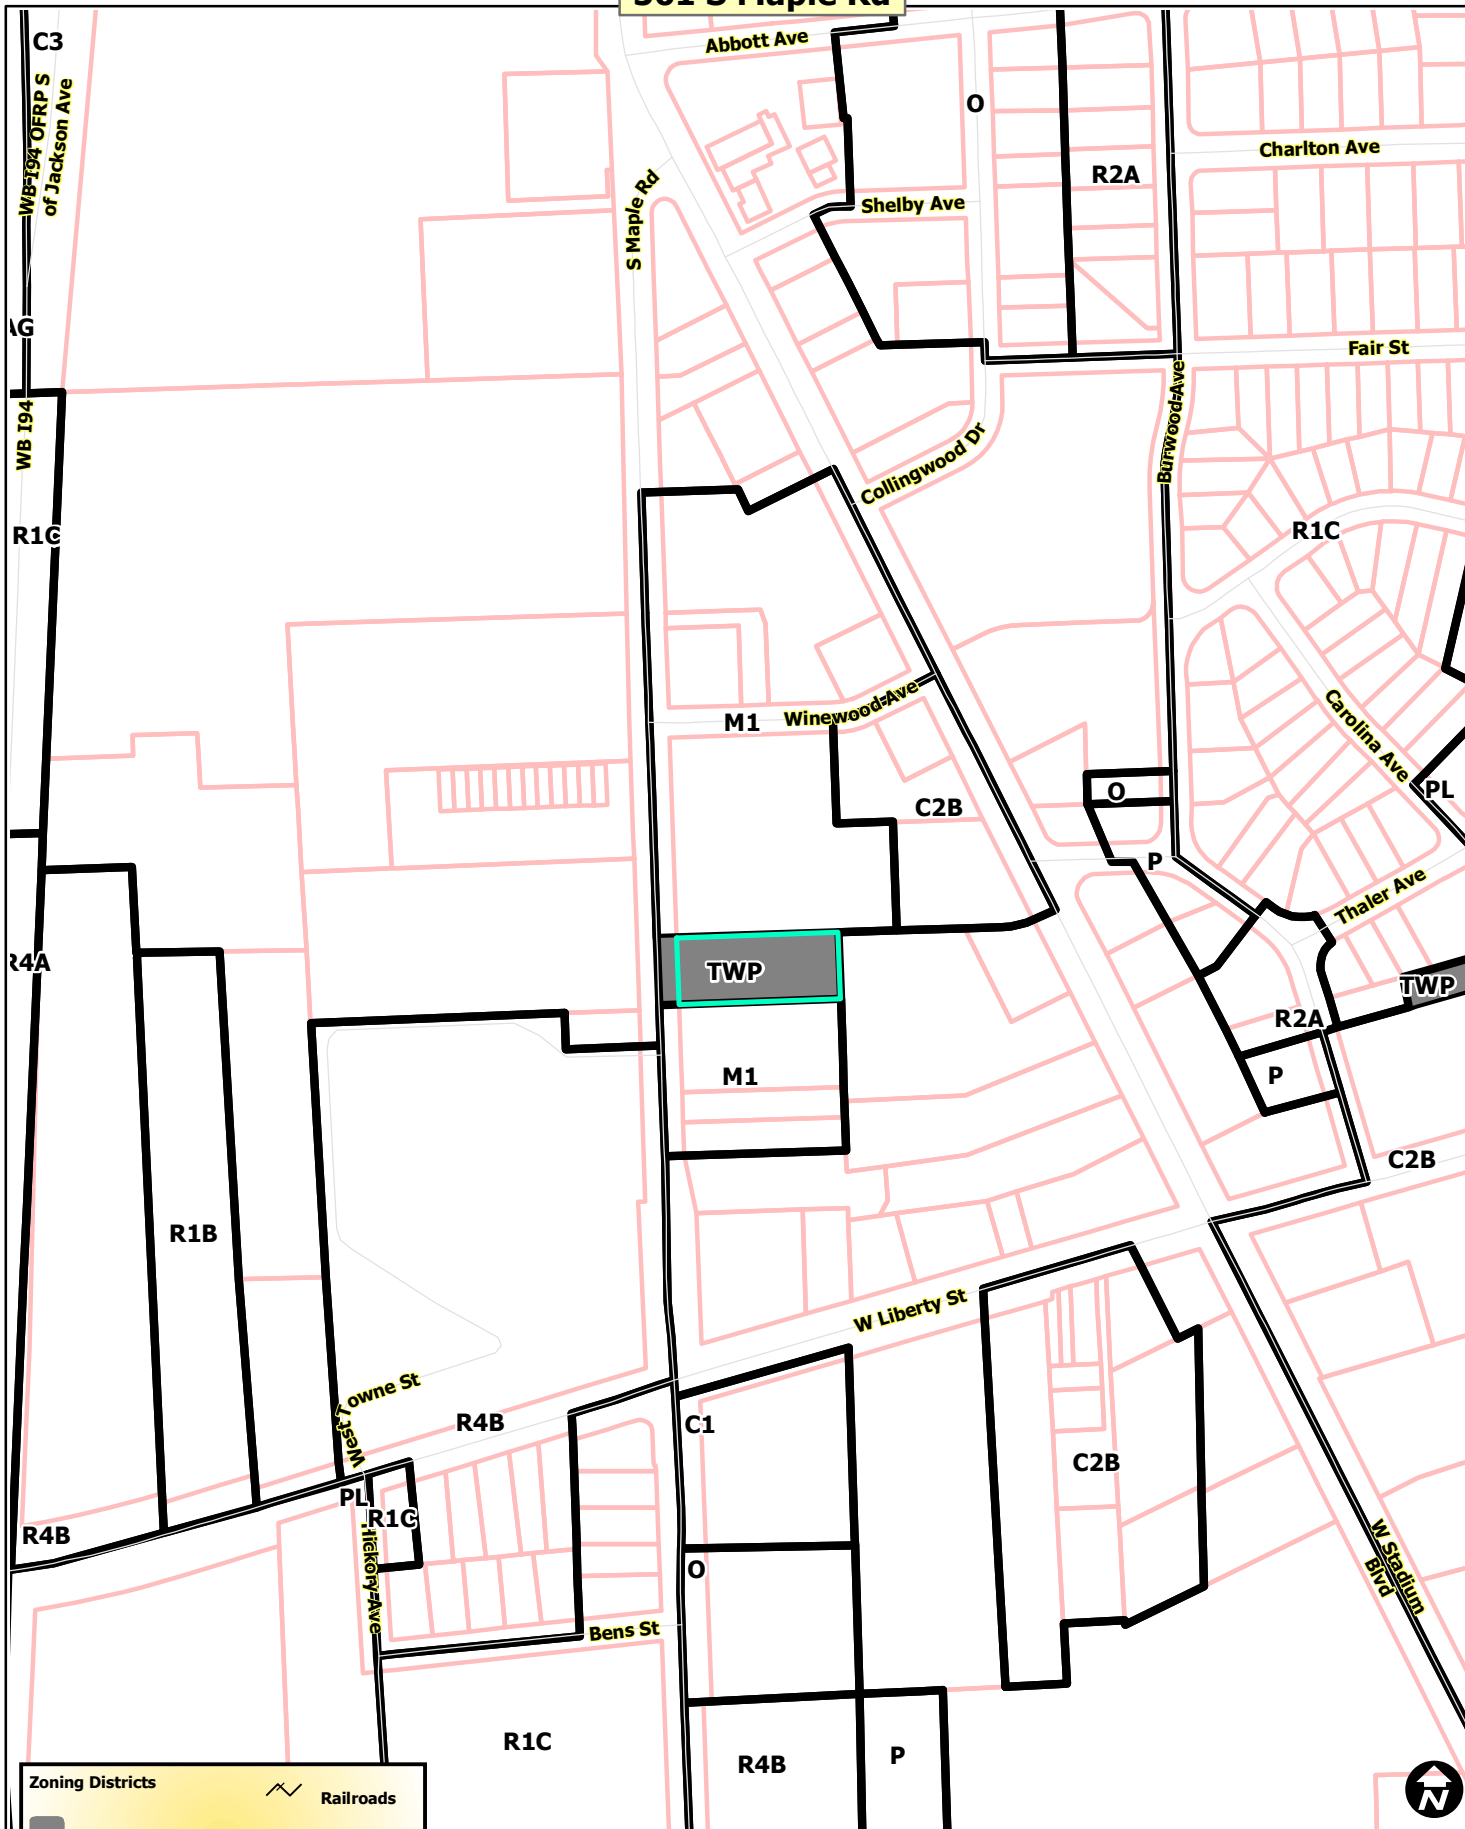 Abbott Ave
C3
WB I94 OFRP S
of Jackson Ave
O
Charlton Ave
R2A
Shelby Ave
S Maple Rd
AG
Fair St
Burwood Ave
WB I94
Collingwood Dr
R1C
R1C
M1
Winewood Ave
Carolina Ave
O
PL
C2B
P
Thaler Ave
R4A
TWP
TWP
R2A
M1
P
C2B
R1B
W Liberty St
West Towne St
R4B
C1
C2B
PL
R1C
R4B
Hickory Ave
O
W Stadium
Blvd
Bens St
R1C
R4B
P
Zoning Districts
Railroads
N